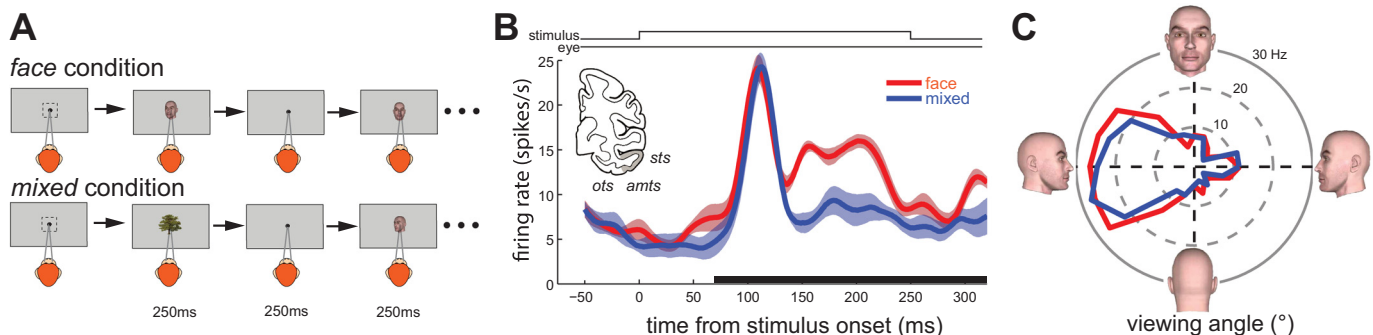 A
face condition
•••
mixed condition
•••
250ms 250ms 250ms
B
stimulus
eye
25
20
15
10
5
0
firing rate (spikes/s)
face
mixed
sts
ots amts
−50 0 50 100 150 200 250 300
time from stimulus onset (ms)
C
30 Hz
20
10
viewing angle (°)